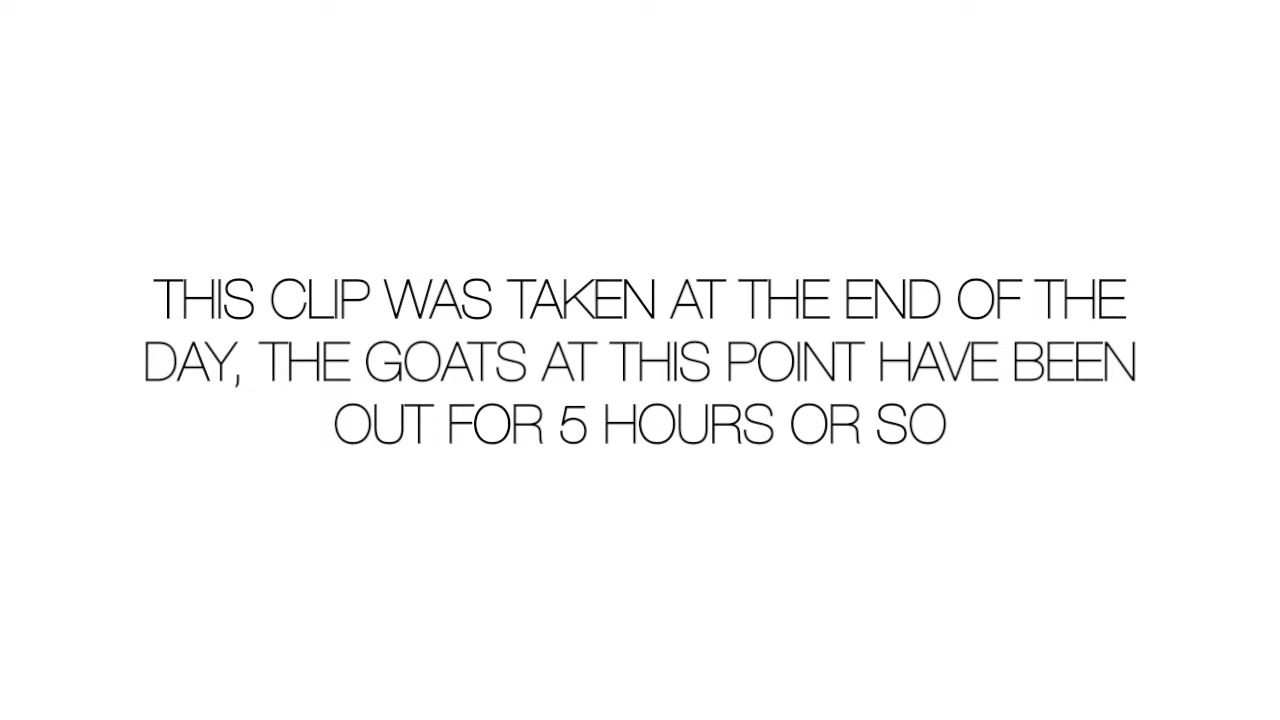 THIS CLIP WAS TAKEN AT THE END OF THE
DAY, THE GOATS AT THIS POINT HAVE BEEN
OUT FOR 5 HOURS OR SO